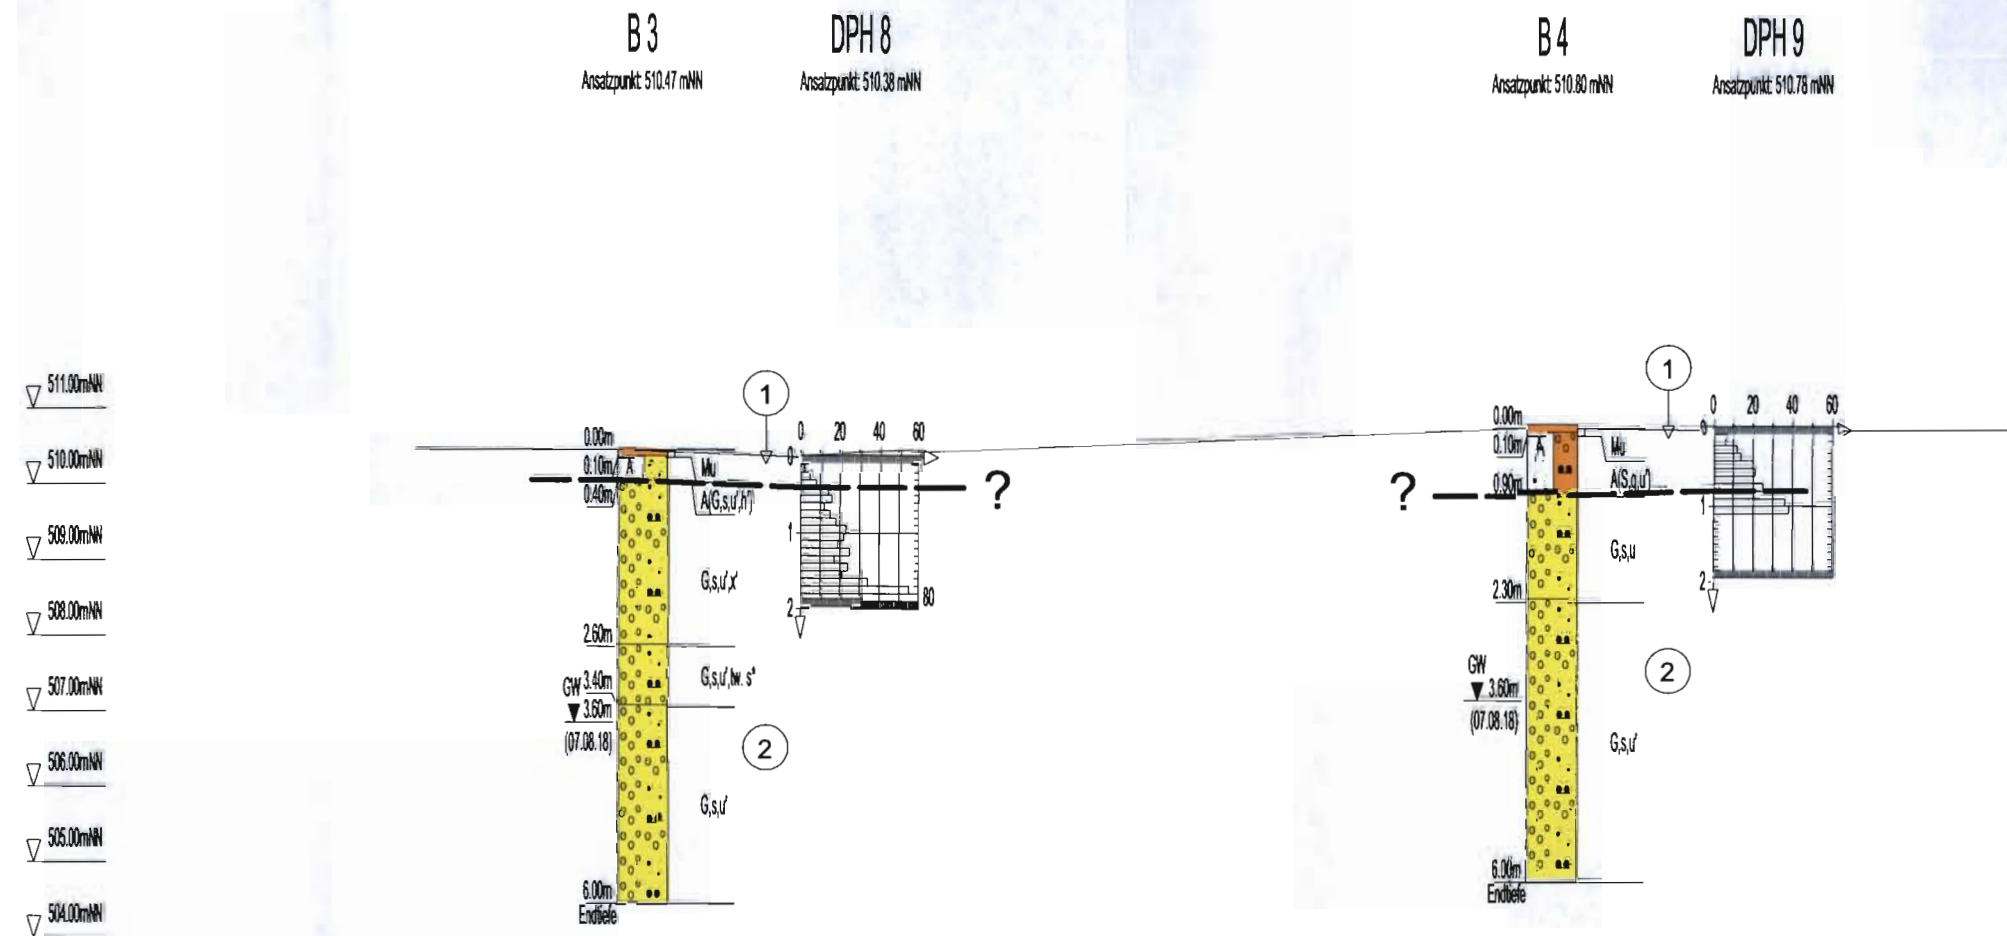 B 3
Ansatzpunkt: 510.47 mNN
DPH 8
Ansatzpunkt: 510.38 mNN
B 4
Ansatzpunkt: 510.80 mNN
DPH 9
Ansatzpunkt: 510.78 mNN
511.00mNN
510.00mNN
509.00mNN
508.00mNN
507.00mNN
506.00mNN
505.00mNN
504.00mNN
0.00m
0.10m
0.40m
2.60m
GW 3.40m
3.60m
(07.08.18)
6.00m
Endtiefe
A
Mu
A(G,s,u',h')
G,s,u',x'
G,s,u',tw. s*
G,s,u'
1
2
0 20 40 60
0
1
2
80
?
?
0.00m
0.10m
0.90m
2.30m
GW
3.60m
(07.08.18)
6.00m
Endtiefe
A
Mu
A(S,g,u')
G,s,u
G,s,u'
1
2
0 20 40 60
0
1
2